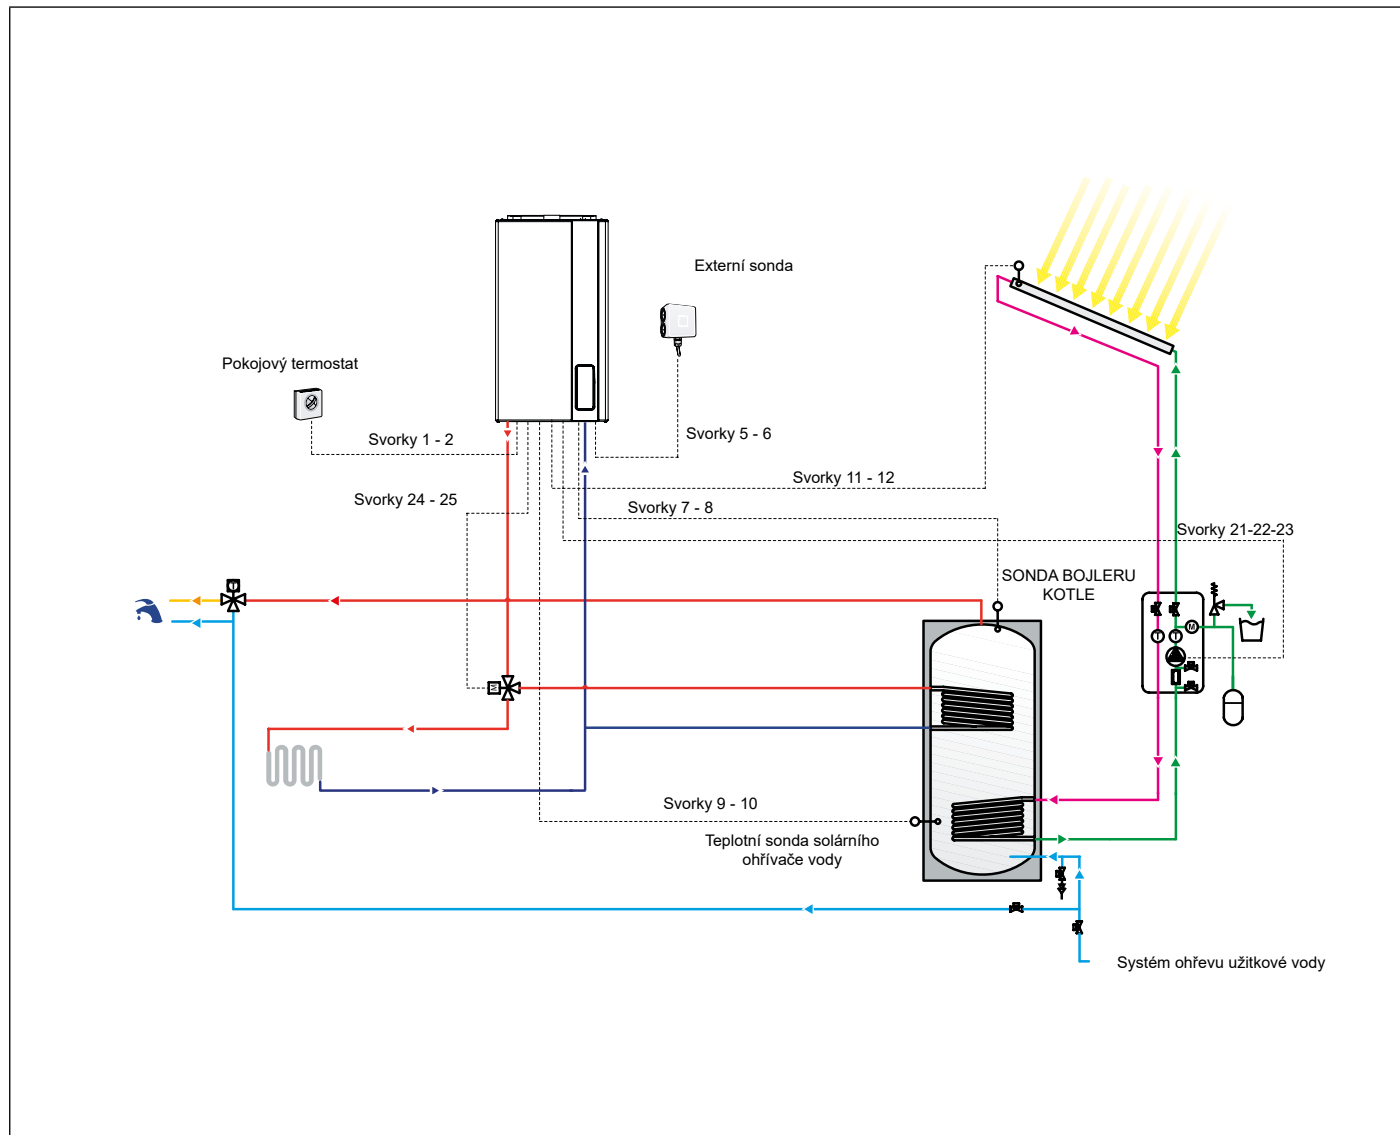 Externí sonda
Pokojový termostat
Svorky 1 - 2
Svorky 5 - 6
Svorky 11 - 12
Svorky 24 - 25
Svorky 7 - 8
Svorky 21-22-23
SONDA BOJLERU
KOTLE
M
T
T
M
Svorky 9 - 10
Teplotní sonda solárního
ohřívače vody
Systém ohřevu užitkové vody